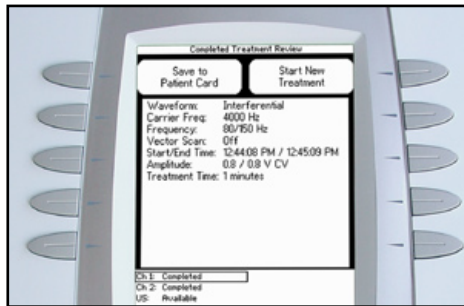 Completed Treatment Review
Save to
Patient Card
Start New
Treatment
Waveform: Interferential
Carrier Freq: 4000 Hz
Frequency: 80/150 Hz
Vector Scan: Off
Start/End Time: 12:44:08 PM / 12:45:09 PM
Amplitude: 0.8 / 0.8 V CV
Treatment Time: 1 minutes
Ch 1: Completed
Ch 2: Completed
US: Available